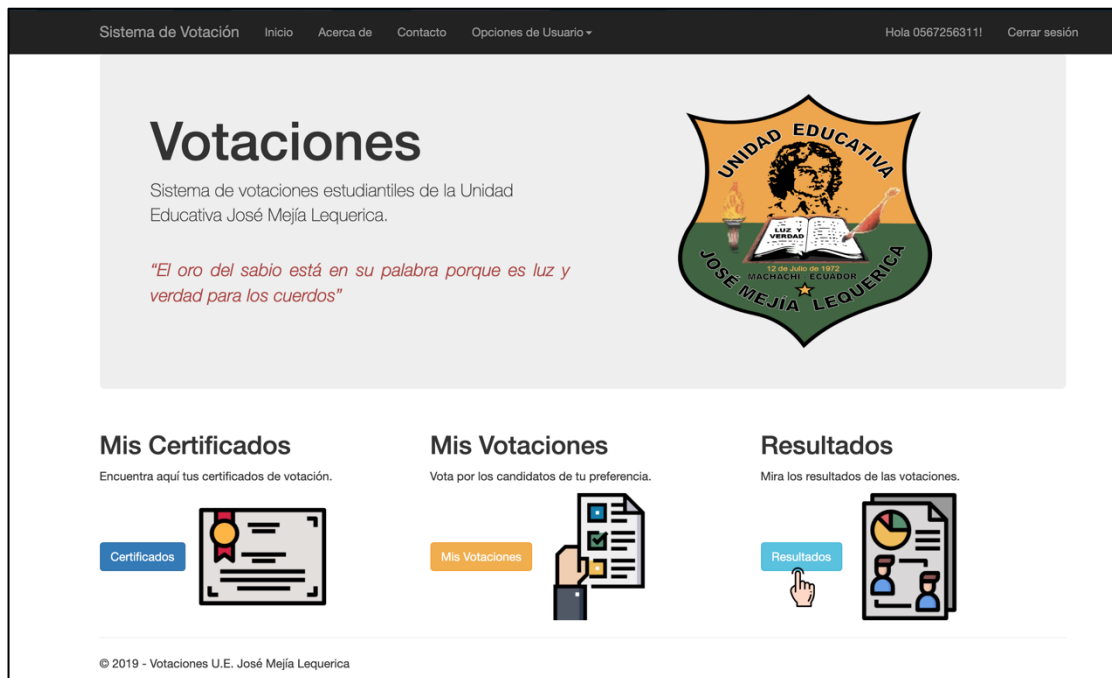 Sistema de Votación Inicio Acerca de Contacto Opciones de Usuario Hola 0567256311! Cerrar sesión
Votaciones
Sistema de votaciones estudiantiles de la Unidad
Educativa José Mejía Lequerica.
“El oro del sabio está en su palabra porque es luz y
verdad para los cuerdos”
UNIDAD EDUCATIVA
LUZ Y
VERDAD
12 de Julio de 1972
MACHACHI - ECUADOR
JOSÉ MEJÍA LEQUERICA
Mis Certificados
Encuentra aquí tus certificados de votación.
Certificados
Mis Votaciones
Vota por los candidatos de tu preferencia.
Mis Votaciones
Resultados
Mira los resultados de las votaciones.
Resultados
© 2019 - Votaciones U.E. José Mejía Lequerica